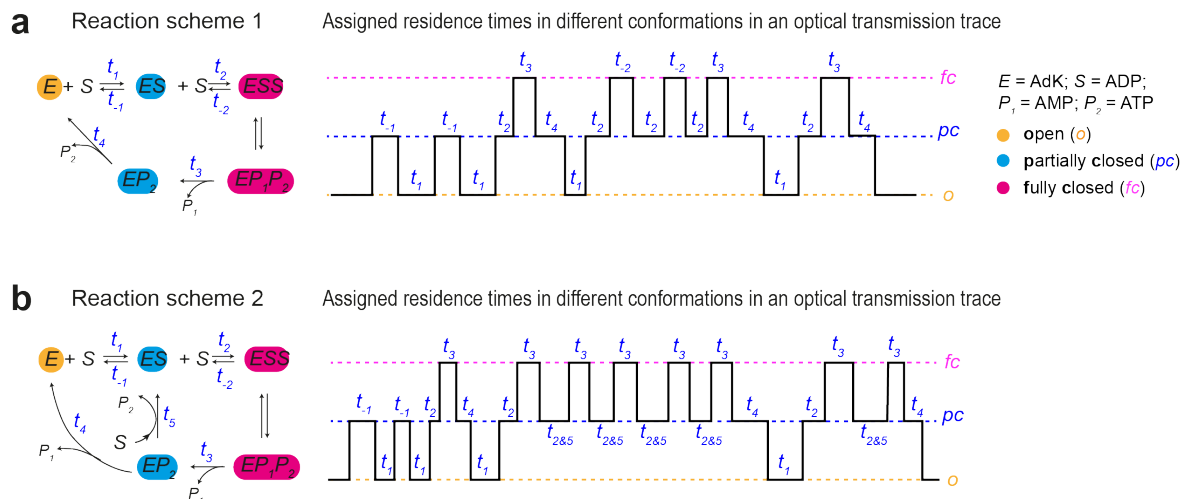 a
Reaction scheme 1
Assigned residence times in different conformations in an optical transmission trace
E + S
t1
t-1
ES
+ S
t2
t-2
ESS
t4
P2
EP2
t3
P1
EP1P2
t3 t-2 t-2 t3 t3
fc
t-1 t-1 t2 t4 t2 t2 t2 t4 t2 t4
pc
t1 t1 t1 t1
o
E = AdK; S = ADP;
P1 = AMP; P2 = ATP
open (o)
partially closed (pc)
fully closed (fc)
b
Reaction scheme 2
Assigned residence times in different conformations in an optical transmission trace
E + S
t1
t-1
ES
+ S
t2
t-2
ESS
P2
t5
t4
S
P1
EP2
t3
EP1P2
t3 t3 t3 t3 t3 t3 t3 t3
fc
t-1 t-1 t2 t4 t2 t4 t2 t4
pc
t2&5 t2&5 t2&5 t2&5 t2&5
t1 t1 t1 t1
o